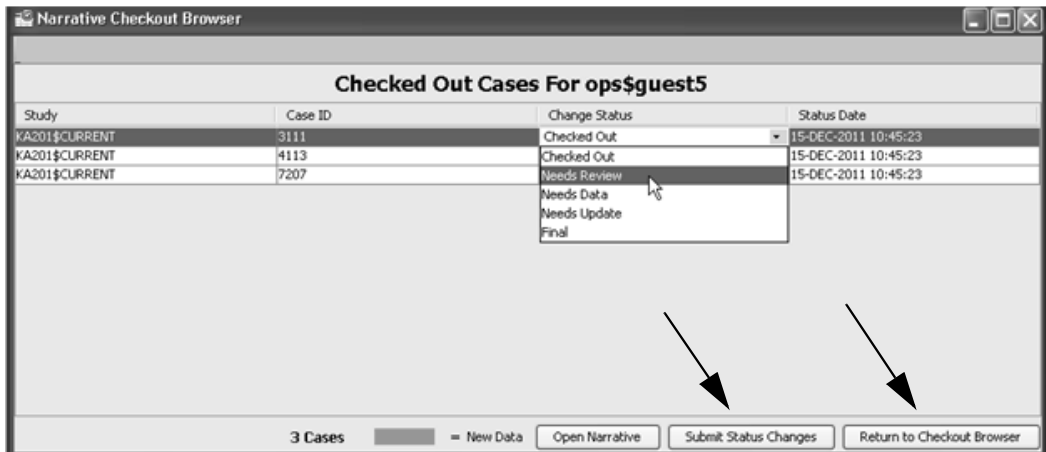 Narrative Checkout Browser
Checked Out Cases For ops$guest5
Study Case ID Change Status Status Date
KA201$CURRENT 3111 Checked Out 15-DEC-2011 10:45:23
KA201$CURRENT 4113 Checked Out 15-DEC-2011 10:45:23
KA201$CURRENT 7207 Needs Review 15-DEC-2011 10:45:23
Needs Data
Needs Update
Final
3 Cases = New Data Open Narrative Submit Status Changes Return to Checkout Browser